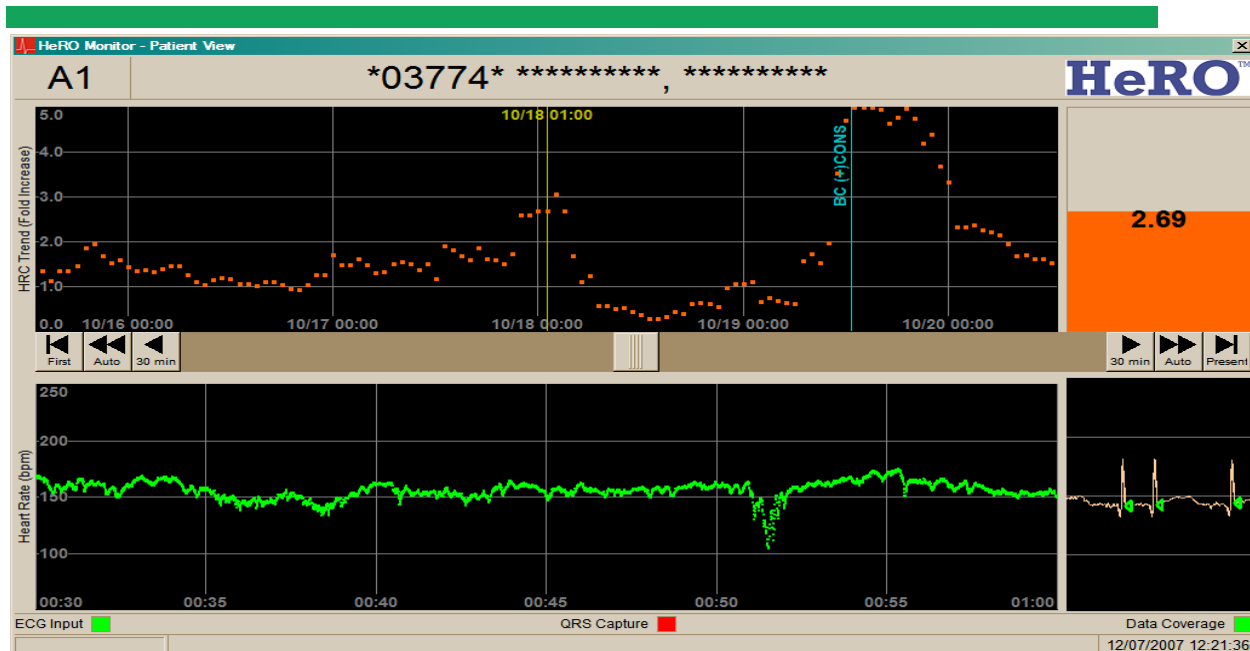 HeRO Monitor - Patient View
A1
*03774* **********, **********
HeRO™
HRC Trend (Fold Increase)
5.0
4.0
3.0
2.0
1.0
0.0
10/18 01:00
BC (+)CONS
2.69
10/16 00:00
10/17 00:00
10/18 00:00
10/19 00:00
10/20 00:00
First
Auto
30 min
30 min
Auto
Present
Heart Rate (bpm)
250
200
150
100
00:30
00:35
00:40
00:45
00:50
00:55
01:00
ECG Input
QRS Capture
Data Coverage
12/07/2007 12:21:36